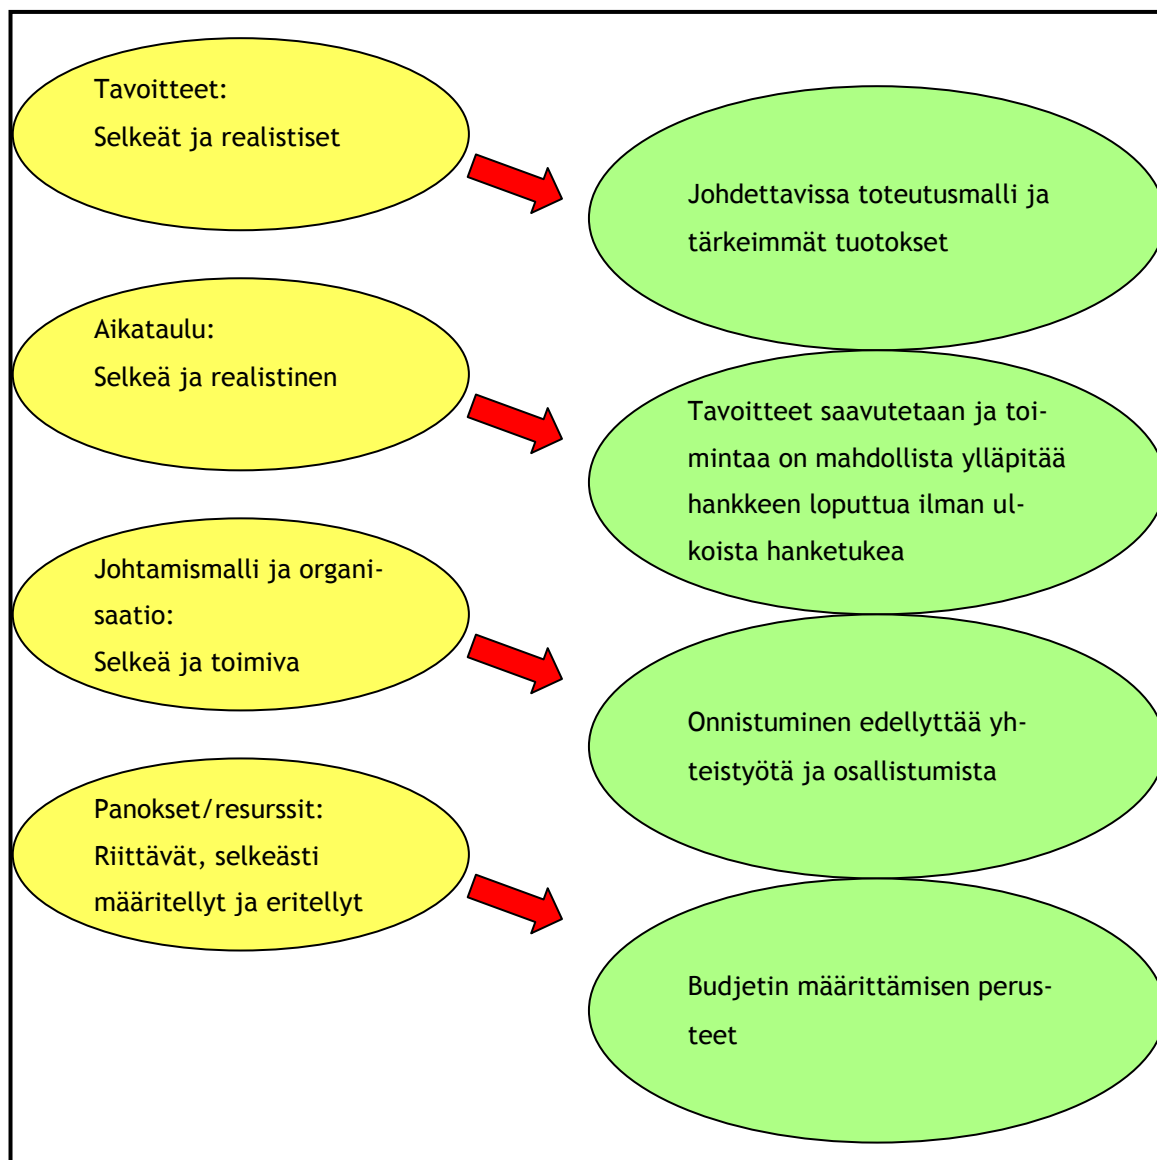 Tavoitteet:
Selkeät ja realistiset
Johdettavissa toteutusmalli ja
tärkeimmät tuotokset
Aikataulu:
Selkeä ja realistinen
Tavoitteet saavutetaan ja toi-
mintaa on mahdollista ylläpitää
hankkeen loputtua ilman ul-
koista hanketukea
Johtamismalli ja organi-
saatio:
Selkeä ja toimiva
Onnistuminen edellyttää yh-
teistyötä ja osallistumista
Panokset/resurssit:
Riittävät, selkeästi
määritellyt ja eritellyt
Budjetin määrittämisen perus-
teet